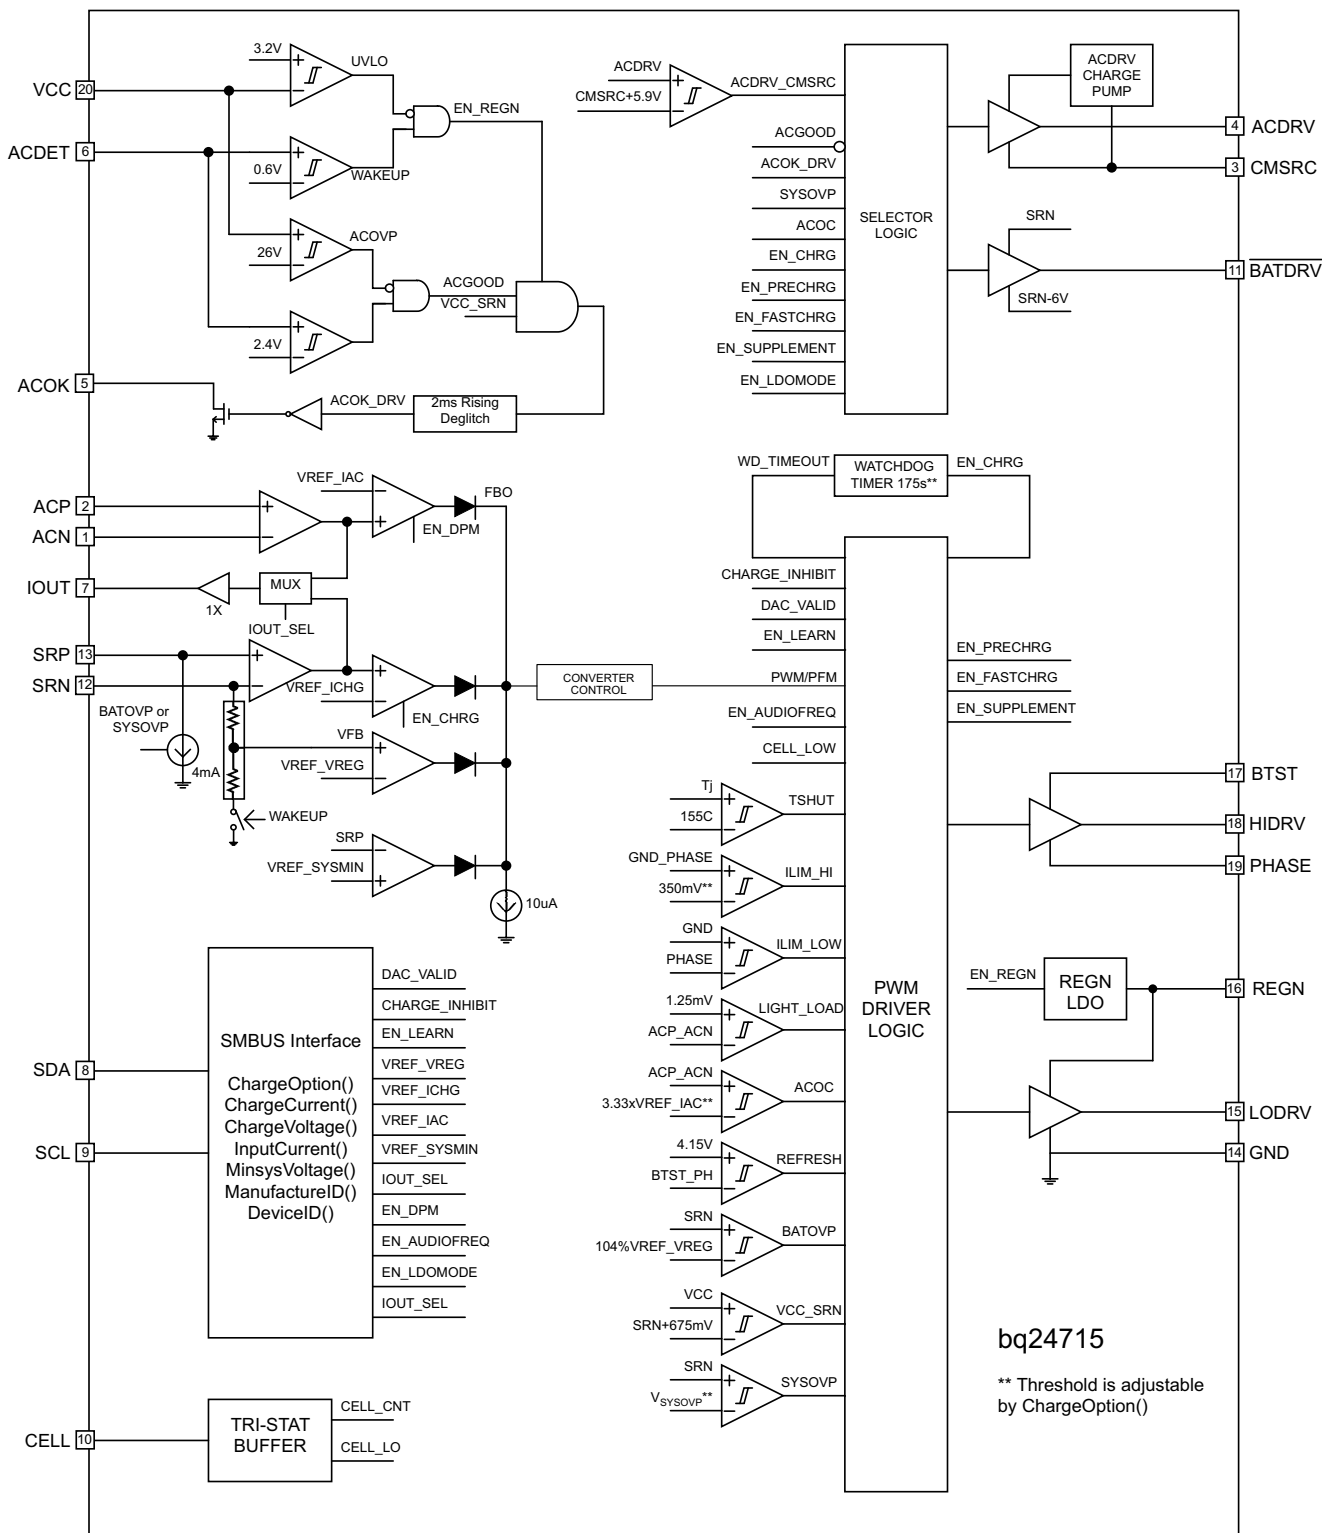 3.2V
UVLO
VCC 20
EN_REGN
ACDET 6
0.6V
WAKEUP
ACOVP
26V
ACGOOD
VCC_SRN
2.4V
ACOK 5
ACOK_DRV
2ms Rising
Deglitch
ACDRV
CMSRC+5.9V
ACDRV_CMSRC
ACGOOD
ACOK_DRV
SYSOVP
ACOC
EN_CHRG
EN_PRECHRG
EN_FASTCHRG
EN_SUPPLEMENT
EN_LDOMODE
SELECTOR
LOGIC
ACDRV
CHARGE
PUMP
4 ACDRV
3 CMSRC
SRN
11 BATDRV
SRN-6V
ACP 2
ACN 1
VREF_IAC
FBO
EN_DPM
IOUT 7
1X
MUX
IOUT_SEL
SRP 13
SRN 12
VREF_ICHG
EN_CHRG
BATOVP or
SYSOVP
4mA
VFB
VREF_VREG
WAKEUP
SRP
VREF_SYSMIN
10uA
CONVERTER
CONTROL
WD_TIMEOUT
WATCHDOG
TIMER 175s**
EN_CHRG
CHARGE_INHIBIT
DAC_VALID
EN_LEARN
PWM/PFM
EN_AUDIOFREQ
CELL_LOW
EN_PRECHRG
EN_FASTCHRG
EN_SUPPLEMENT
Tj
155C
TSHUT
GND_PHASE
350mV**
ILIM_HI
GND
PHASE
ILIM_LOW
1.25mV
ACP_ACN
LIGHT_LOAD
ACP_ACN
3.33xVREF_IAC**
ACOC
4.15V
BTST_PH
REFRESH
SRN
104%VREF_VREG
BATOVP
VCC
SRN+675mV
VCC_SRN
SRN
VSYSOVP**
SYSOVP
PWM
DRIVER
LOGIC
17 BTST
18 HIDRV
19 PHASE
EN_REGN
REGN
LDO
16 REGN
15 LODRV
14 GND
SDA 8
SCL 9
SMBUS Interface
ChargeOption()
ChargeCurrent()
ChargeVoltage()
InputCurrent()
MinsysVoltage()
ManufactureID()
DeviceID()
DAC_VALID
CHARGE_INHIBIT
EN_LEARN
VREF_VREG
VREF_ICHG
VREF_IAC
VREF_SYSMIN
IOUT_SEL
EN_DPM
EN_AUDIOFREQ
EN_LDOMODE
IOUT_SEL
CELL 10
TRI-STAT
BUFFER
CELL_CNT
CELL_LO
bq24715
** Threshold is adjustable
by ChargeOption()